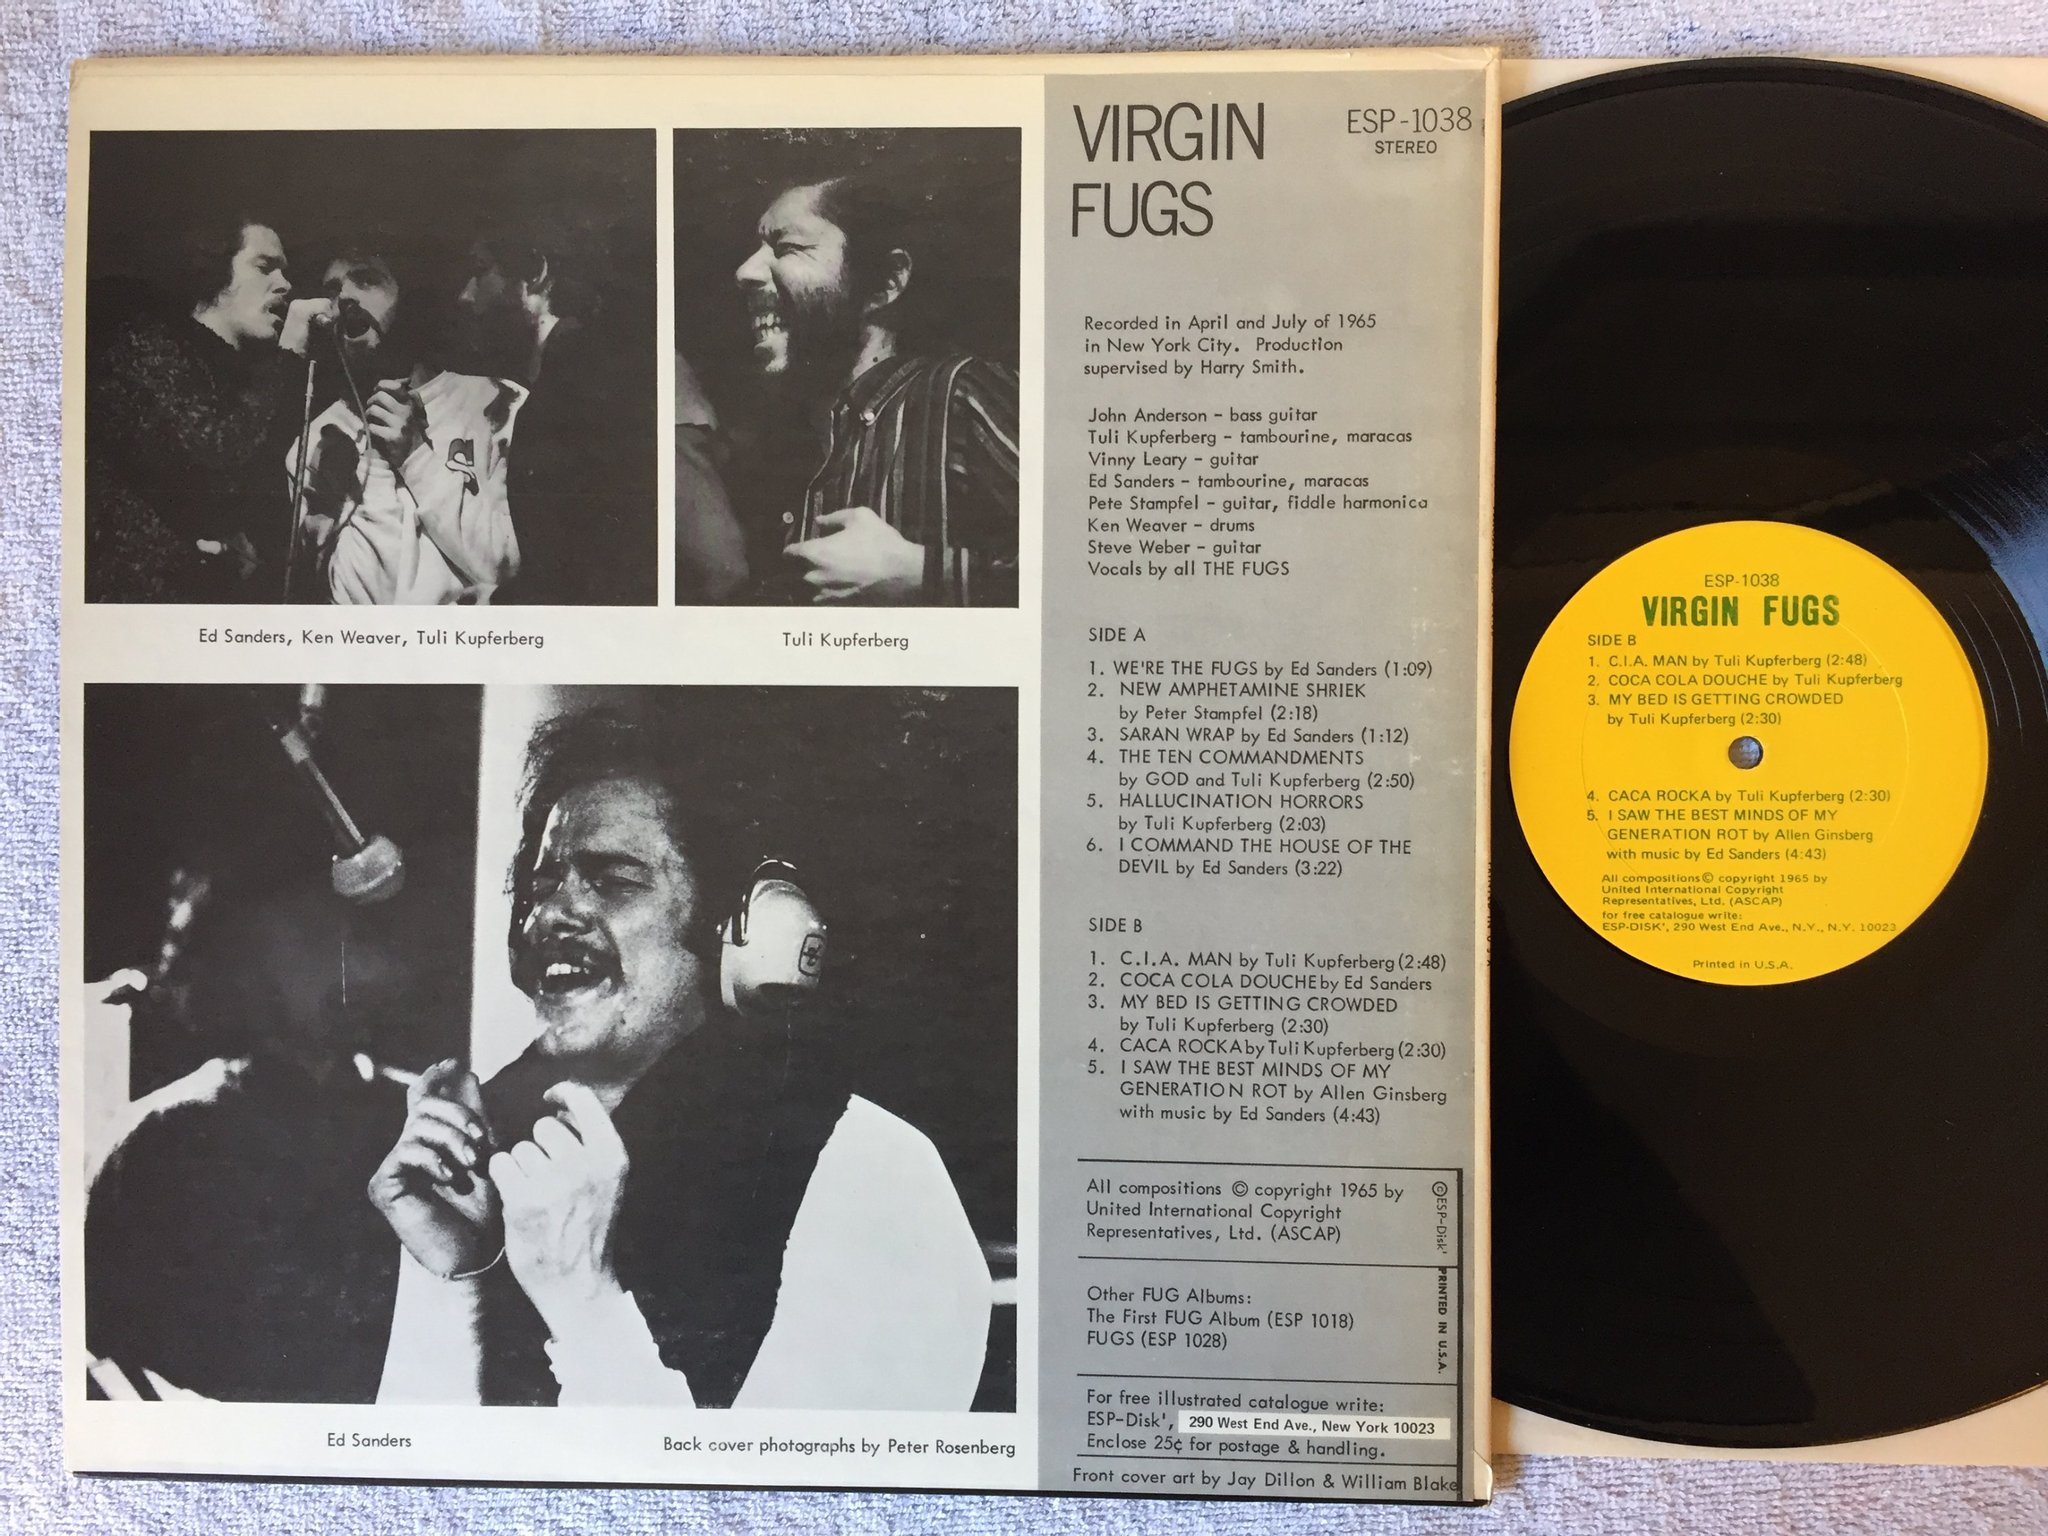 Ed Sanders, Ken Weaver, Tuli Kupferberg
Tuli Kupferberg
Ed Sanders
Back cover photographs by Peter Rosenberg
VIRGIN
FUGS
ESP-1038
STEREO
Recorded in April and July of 1965
in New York City. Production
supervised by Harry Smith.
John Anderson - bass guitar
Tuli Kupferberg - tambourine, maracas
Vinny Leary - guitar
Ed Sanders - tambourine, maracas
Pete Stampfel - guitar, fiddle harmonica
Ken Weaver - drums
Steve Weber - guitar
Vocals by all THE FUGS
SIDE A
1. WE'RE THE FUGS by Ed Sanders (1:09)
2. NEW AMPHETAMINE SHRIEK
by Peter Stampfel (2:18)
3. SARAN WRAP by Ed Sanders (1:12)
4. THE TEN COMMANDMENTS
by GOD and Tuli Kupferberg (2:50)
5. HALLUCINATION HORRORS
by Tuli Kupferberg (2:03)
6. I COMMAND THE HOUSE OF THE
DEVIL by Ed Sanders (3:22)
SIDE B
1. C.I.A. MAN by Tuli Kupferberg (2:48)
2. COCA COLA DOUCHE by Ed Sanders
3. MY BED IS GETTING CROWDED
by Tuli Kupferberg (2:30)
4. CACA ROCKA by Tuli Kupferberg (2:30)
5. I SAW THE BEST MINDS OF MY
GENERATION ROT by Allen Ginsberg
with music by Ed Sanders (4:43)
All compositions © copyright 1965 by
United International Copyright
Representatives, Ltd. (ASCAP)
©ESP-Disk'
PRINTED IN U.S.A.
Other FUG Albums:
The First FUG Album (ESP 1018)
FUGS (ESP 1028)
For free illustrated catalogue write:
ESP-Disk', 290 West End Ave., New York 10023
Enclose 25¢ for postage & handling.
Front cover art by Jay Dillon & William Blake
ESP-1038
VIRGIN FUGS
SIDE B
1. C.I.A. MAN by Tuli Kupferberg (2:48)
2. COCA COLA DOUCHE by Tuli Kupferberg
3. MY BED IS GETTING CROWDED
by Tuli Kupferberg (2:30)
4. CACA ROCKA by Tuli Kupferberg (2:30)
5. I SAW THE BEST MINDS OF MY
GENERATION ROT by Allen Ginsberg
with music by Ed Sanders (4:43)
All compositions © copyright 1965 by
United International Copyright
Representatives, Ltd. (ASCAP)
for free catalogue write:
ESP-DISK', 290 West End Ave., N.Y., N.Y. 10023
Printed in U.S.A.